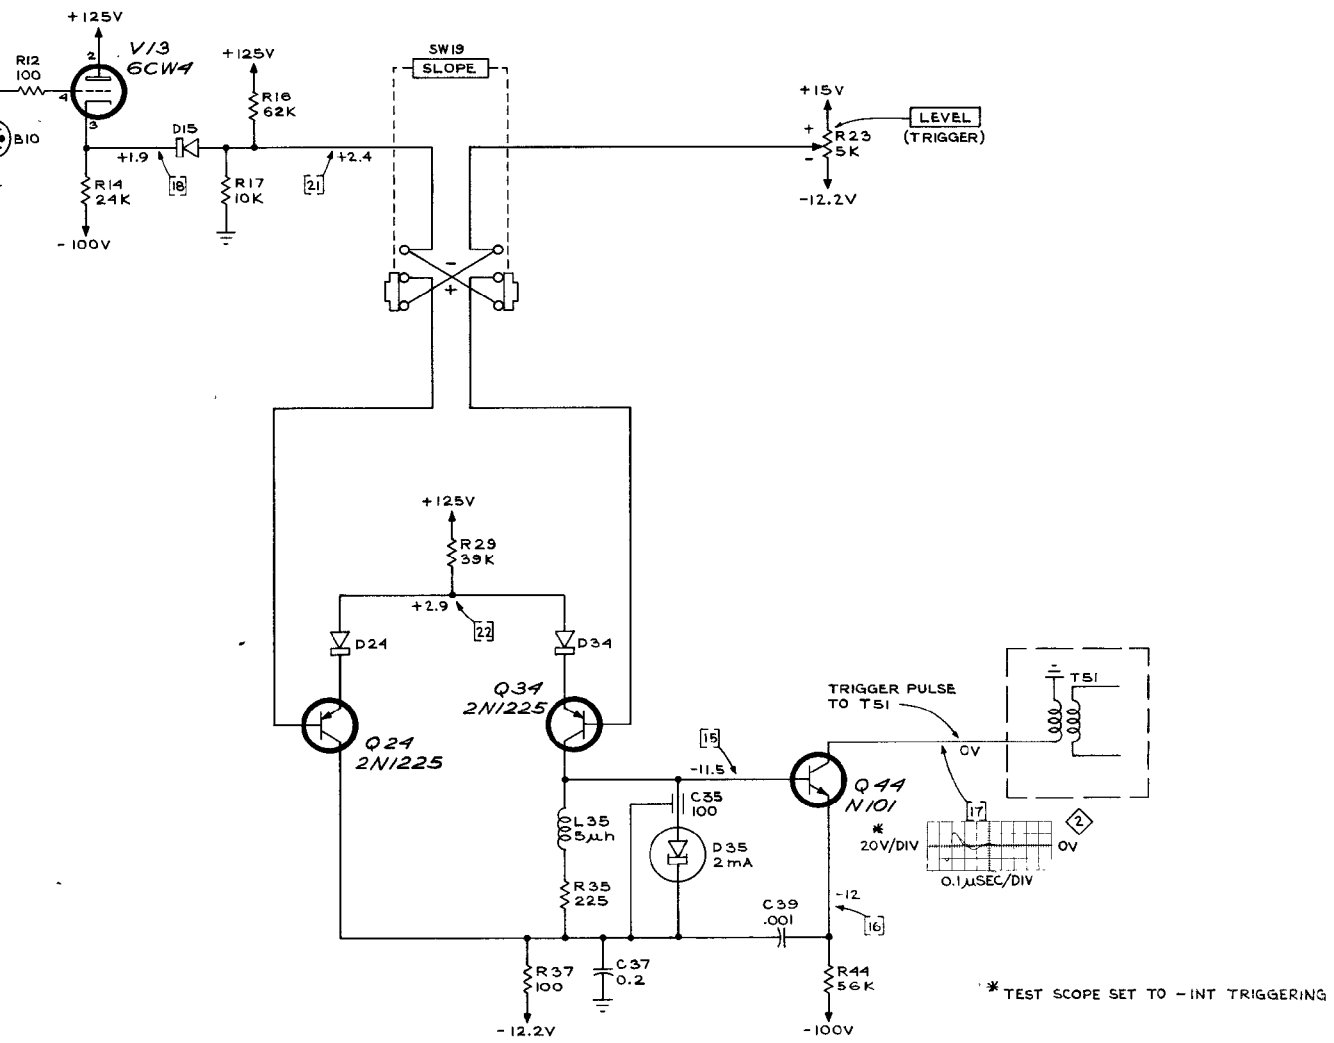 +125V
V13
6CW4
R12
100
2
4
3
B10
D15
+1.9
18
R14
24K
-100V
+125V
R16
62K
R17
10K
21
+2.4
SW19
SLOPE
-
+
+15V
+
-
R23
5K
LEVEL
(TRIGGER)
-12.2V
+125V
R29
39K
+2.9
22
D24
D34
Q34
2N1225
Q24
2N1225
15
-11.5
C35
100
L35
5µh
D35
2mA
R35
225
C39
.001
R37
100
C37
0.2
-12.2V
TRIGGER PULSE
TO T51
0V
T51
Q44
N101
*
20V/DIV
17
2
0V
0.1µSEC/DIV
-12
16
R44
56K
-100V
* TEST SCOPE SET TO -INT TRIGGERING